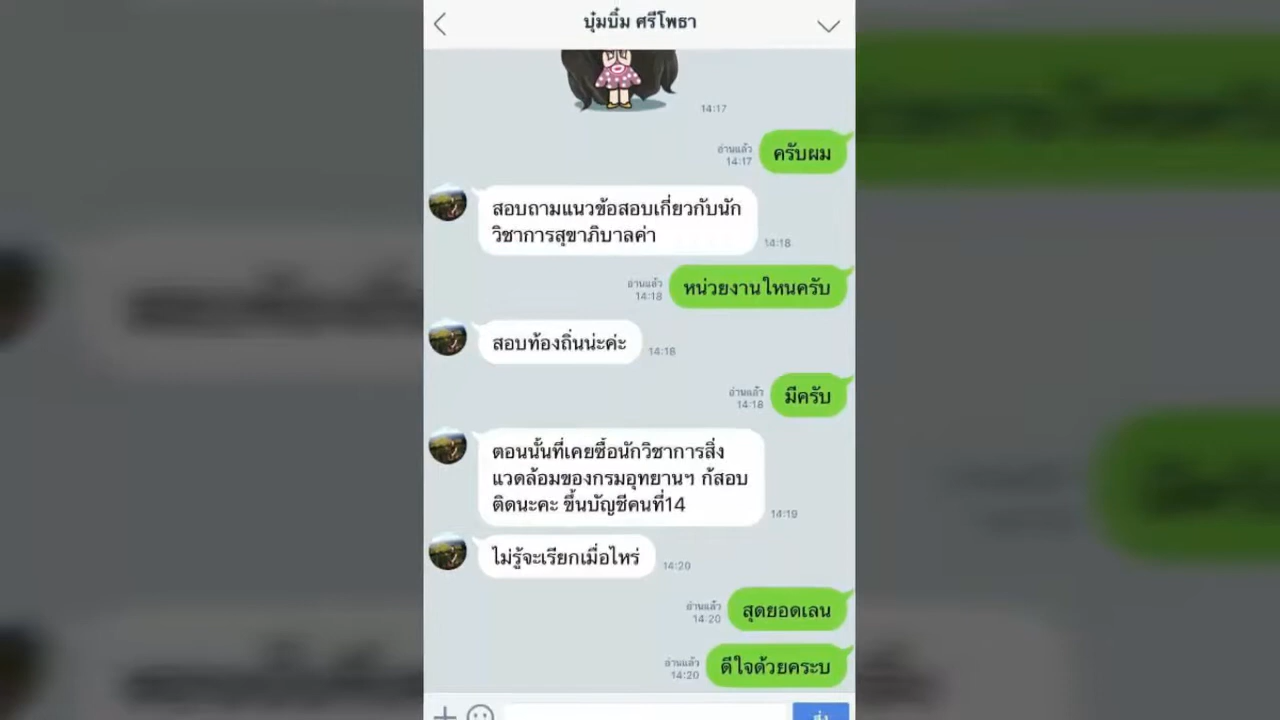 บุ๋มบิ๋ม ศรีโพธา
14:17
อ่านแล้ว
14:17
ครับผม
สอบถามแนวข้อสอบเกี่ยวกับนัก
วิชาการสุขาภิบาลค่า
14:18
อ่านแล้ว
14:18
หน่วยงานใหนครับ
สอบท้องถิ่นน่ะค่ะ
14:18
อ่านแล้ว
14:18
มีครับ
ตอนนั้นที่เคยซื้อนักวิชาการสิ่ง
แวดล้อมของกรมอุทยานฯ ก้สอบ
ติดนะคะ ขึ้นบัญชีคนที่14
14:19
ไม่รู้จะเรียกเมื่อไหร่
14:20
อ่านแล้ว
14:20
สุดยอดเลน
อ่านแล้ว
14:20
ดีใจด้วยคระบ
ส่ง